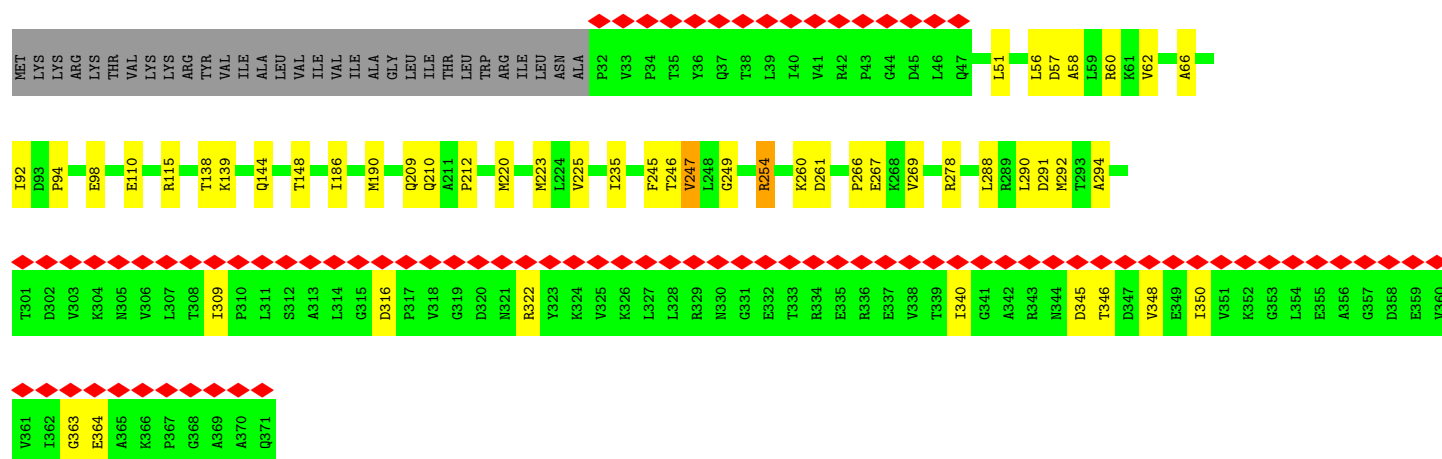 MET LYS LYS ARG LYS THR VAL LYS LYS ARG TYR VAL ILE ALA LEU VAL ILE VAL ILE ALA GLY LEU ILE THR LEU TRP ARG ILE LEU ASN ALA P32 V33 P34 T35 Y36 Q37 T38 L39 I40 V41 R42 P43 G44 D45 L46 Q47 L51 L56 D57 A58 L59 R60 K61 V62 A66
I92 D93 P94 E98 E110 R115 T138 K139 Q144 T148 I186 M190 Q209 Q210 A211 P212 M220 M223 L224 V225 I235 F245 T246 V247 L248 G249 R254 K260 D261 P266 E267 K268 V269 R278 L288 R289 L290 D291 M292 T293 A294
T301 D302 V303 K304 N305 V306 L307 T308 I309 P310 L311 S312 A313 L314 G315 D316 P317 V318 G319 D320 N321 R322 Y323 K324 V325 K326 L327 L328 R329 N330 G331 E332 T333 R334 E335 R336 E337 V338 T339 I340 G341 A342 R343 N344 D345 T346 D347 V348 E349 I350 V351 K352 G353 L354 E355 A356 G357 D358 E359 V360
V361 I362 G363 E364 A365 K366 P367 G368 A369 A370 Q371